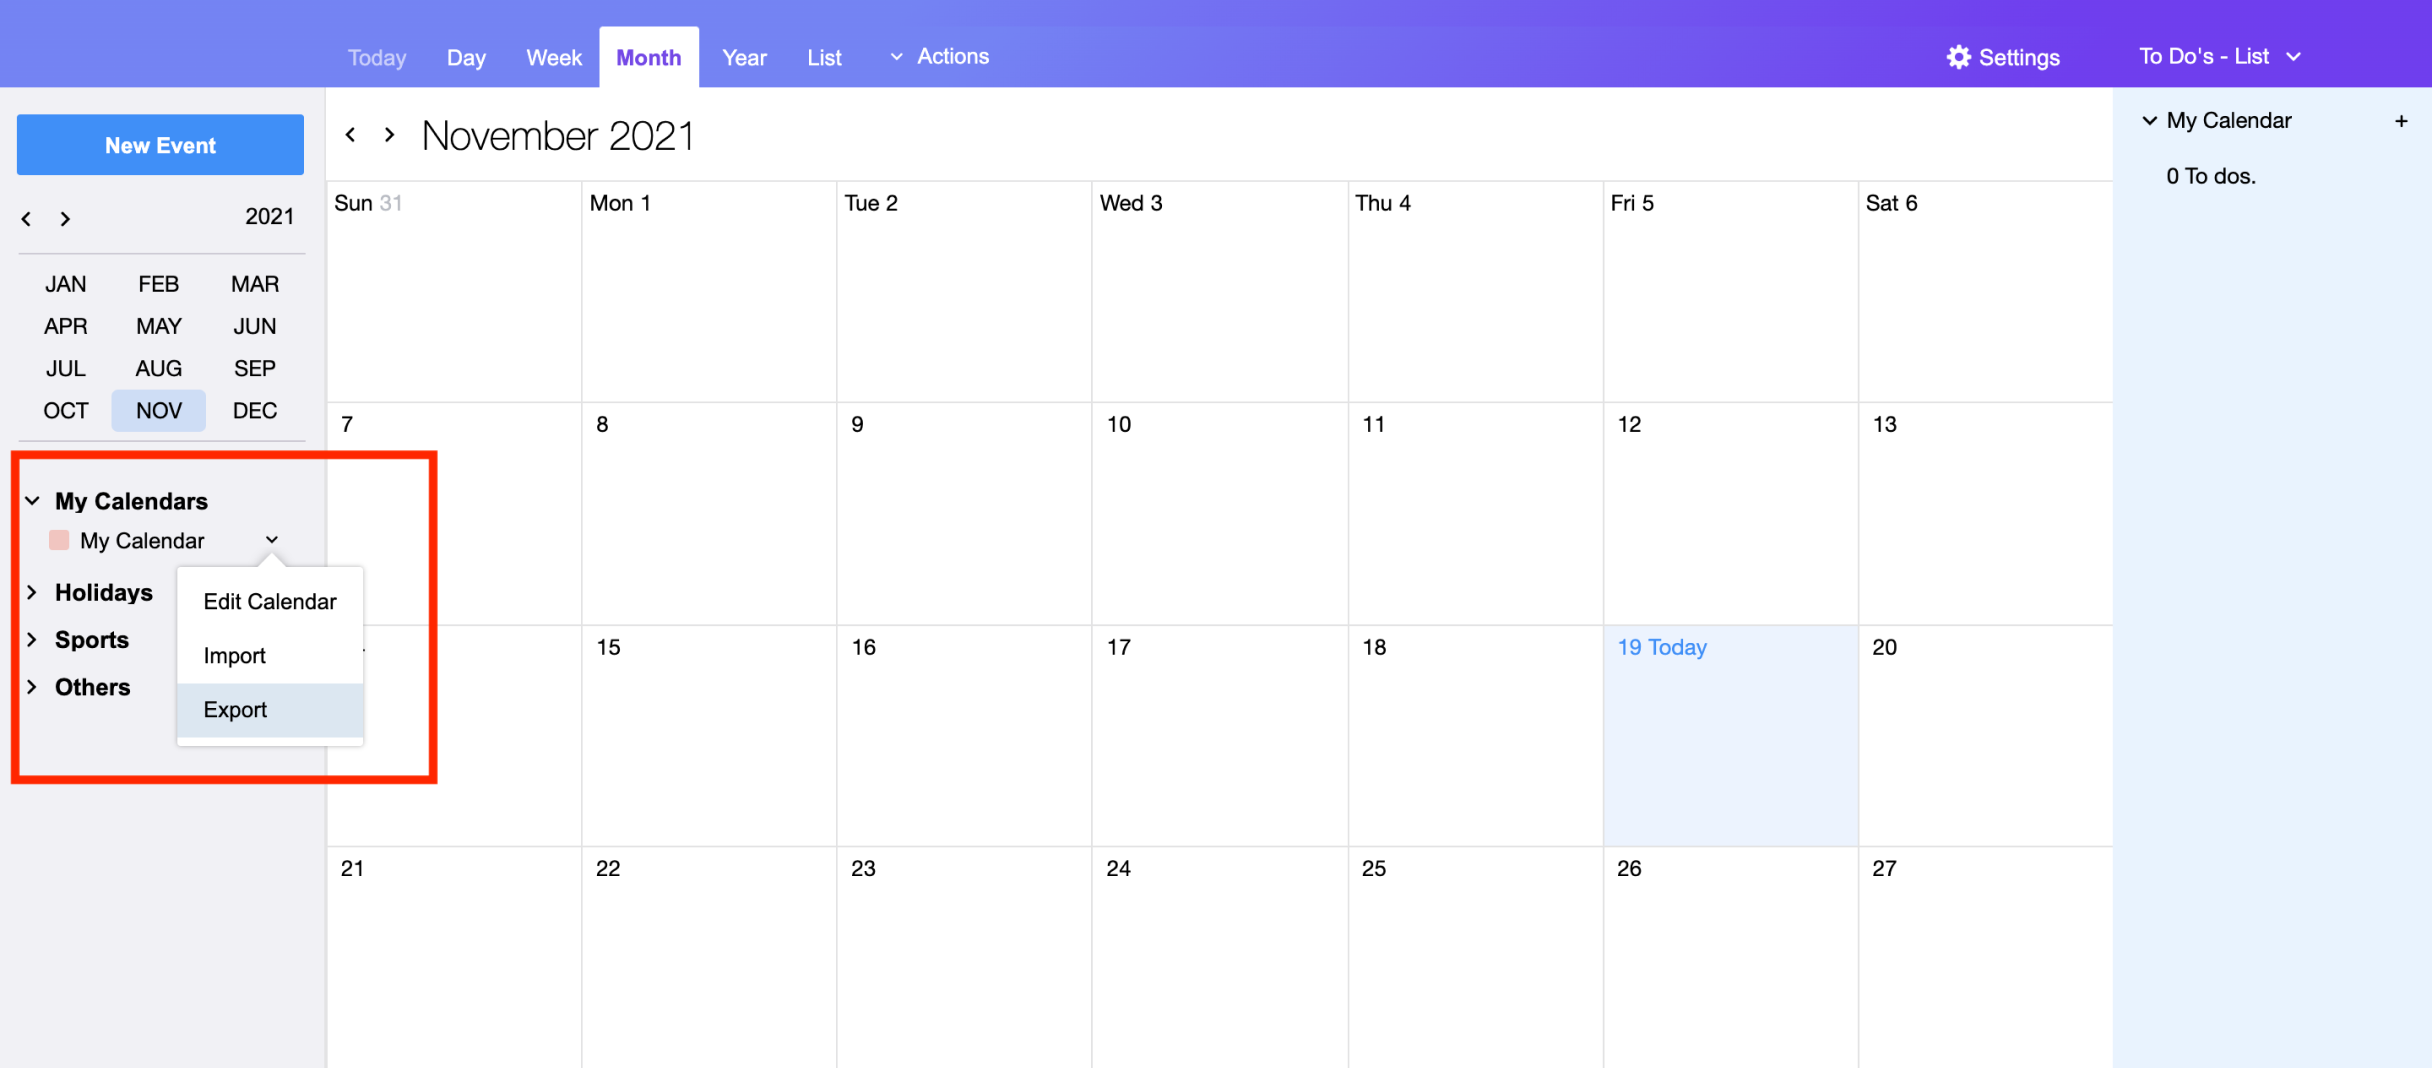 Today Day Week Month Year List Actions Settings To Do's - List
New Event
November 2021
My Calendar +
0 To dos.
2021
JAN FEB MAR
APR MAY JUN
JUL AUG SEP
OCT NOV DEC
My Calendars
My Calendar
Holidays
Sports
Others
Edit Calendar
Import
Export
Sun 31 Mon 1 Tue 2 Wed 3 Thu 4 Fri 5 Sat 6
7 8 9 10 11 12 13
15 16 17 18 19 Today 20
21 22 23 24 25 26 27